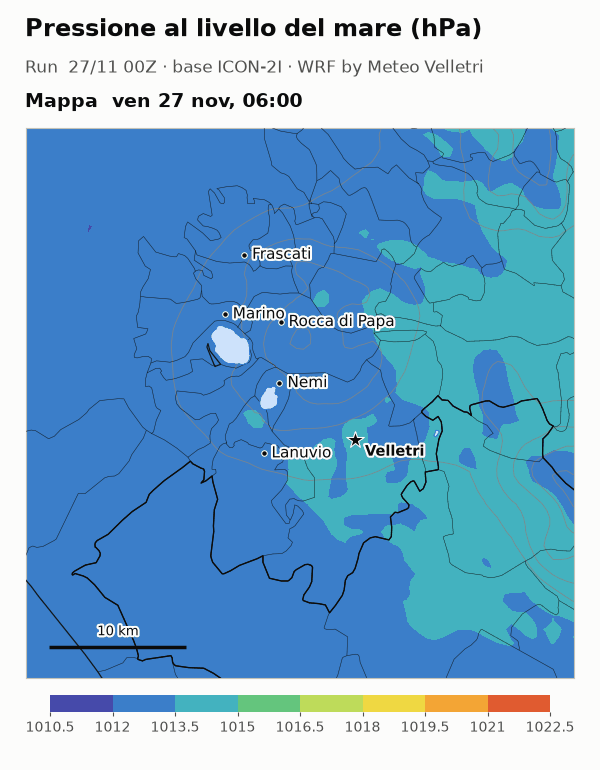 Pressione al livello del mare (hPa)
Run  27/11 00Z · base ICON-2I · WRF by Meteo Velletri
Mappa  ven 27 nov, 06:00
Frascati
Marino
Rocca di Papa
Nemi
Velletri
Lanuvio
10 km
1010.5 1012 1013.5 1015 1016.5 1018 1019.5 1021 1022.5